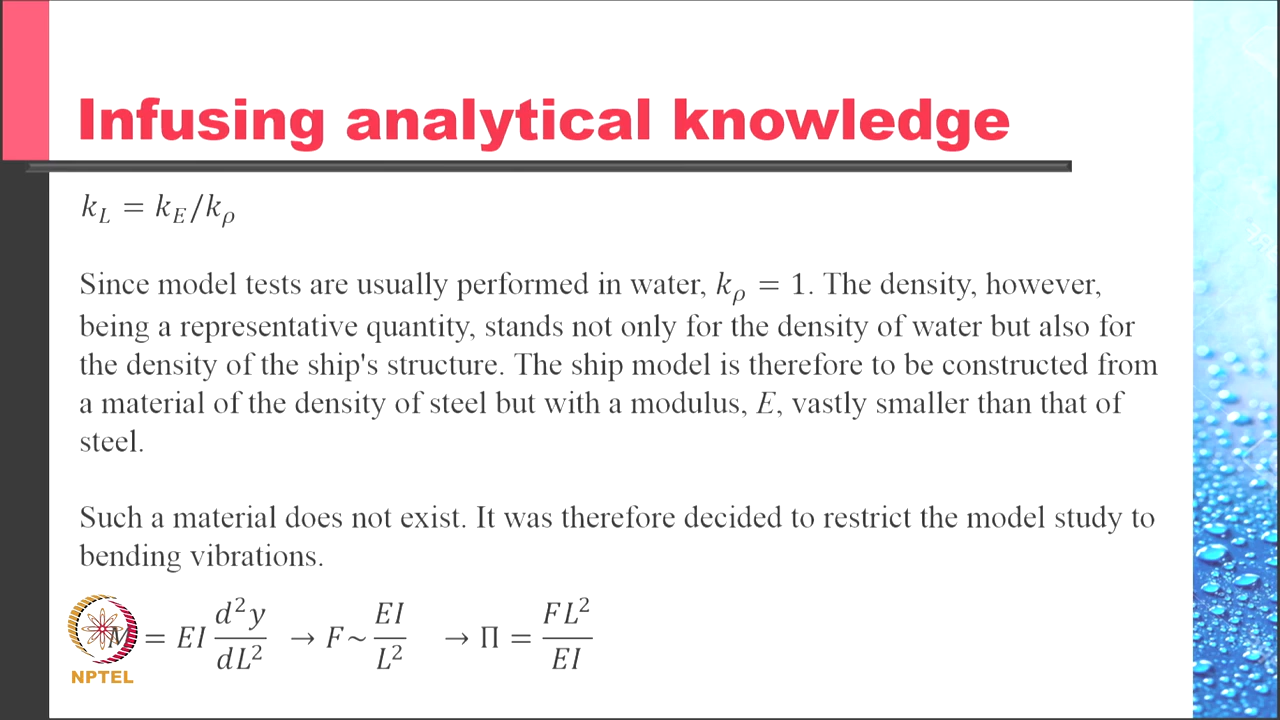 Infusing analytical knowledge
k_L = k_E/k_ρ
Since model tests are usually performed in water, k_ρ = 1. The density, however,
being a representative quantity, stands not only for the density of water but also for
the density of the ship's structure. The ship model is therefore to be constructed from
a material of the density of steel but with a modulus, E, vastly smaller than that of
steel.
Such a material does not exist. It was therefore decided to restrict the model study to
bending vibrations.
M = EI d²y/dL² → F~ EI/L² → Π = FL²/EI
NPTEL